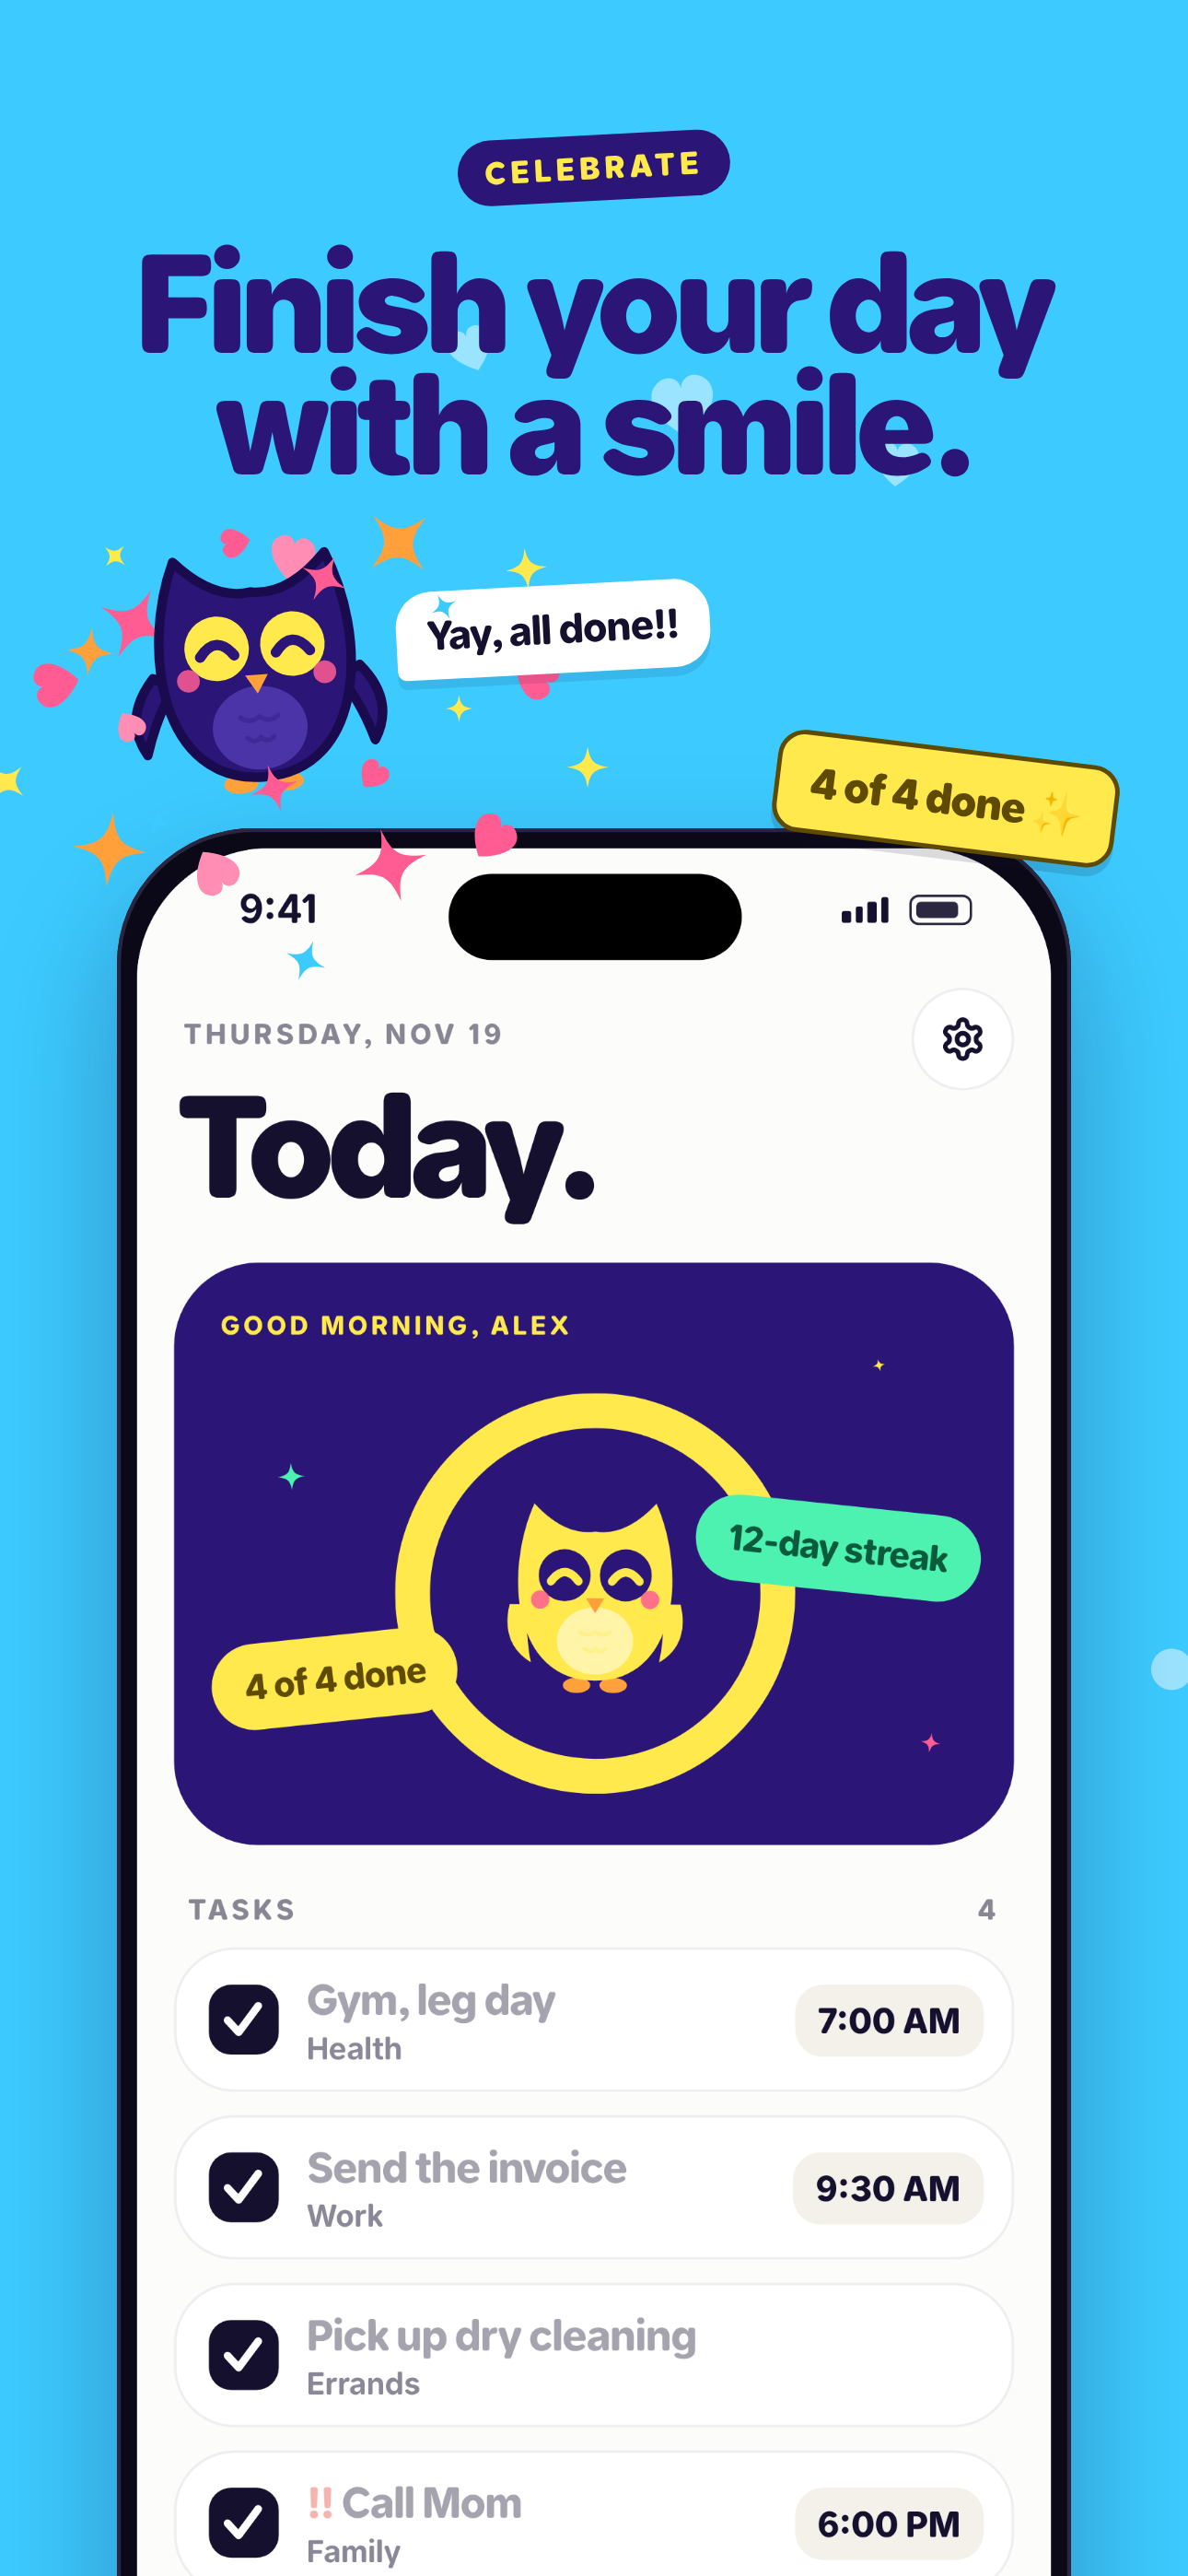 CELEBRATE
Finish your day
with a smile.
Yay, all done!!
4 of 4 done ✨
9:41
THURSDAY, NOV 19
Today.
GOOD MORNING, ALEX
12-day streak
4 of 4 done
TASKS 4
Gym, leg day
Health
7:00 AM
Send the invoice
Work
9:30 AM
Pick up dry cleaning
Errands
!! Call Mom
Family
6:00 PM